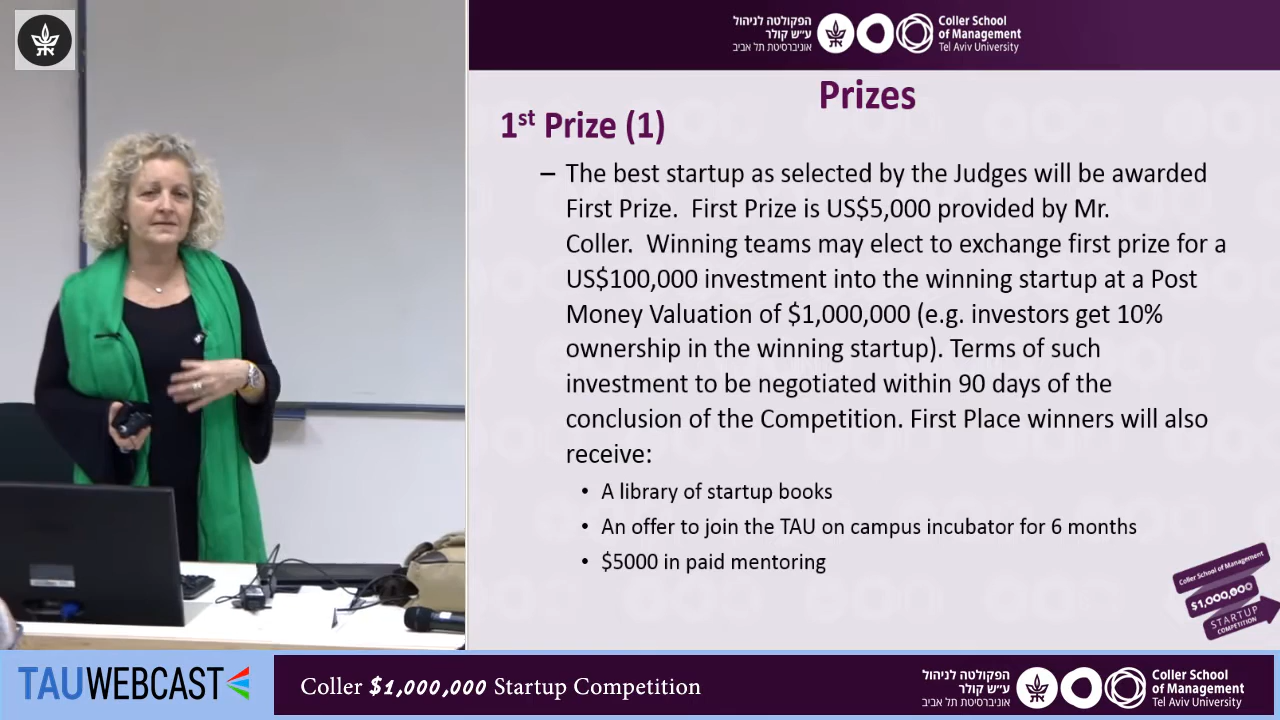 הפקולטה לניהול
ע״ש קולר
אוניברסיטת תל אביב
Coller School
of Management
Tel Aviv University
Prizes
1st Prize (1)
– The best startup as selected by the Judges will be awarded
First Prize. First Prize is US$5,000 provided by Mr.
Coller. Winning teams may elect to exchange first prize for a
US$100,000 investment into the winning startup at a Post
Money Valuation of $1,000,000 (e.g. investors get 10%
ownership in the winning startup). Terms of such
investment to be negotiated within 90 days of the
conclusion of the Competition. First Place winners will also
receive:
• A library of startup books
• An offer to join the TAU on campus incubator for 6 months
• $5000 in paid mentoring
Coller School of Management
$1,000,000
STARTUP
COMPETITION
TAUWEBCAST
Coller $1,000,000 Startup Competition
הפקולטה לניהול
ע״ש קולר
אוניברסיטת תל אביב
Coller School
of Management
Tel Aviv University